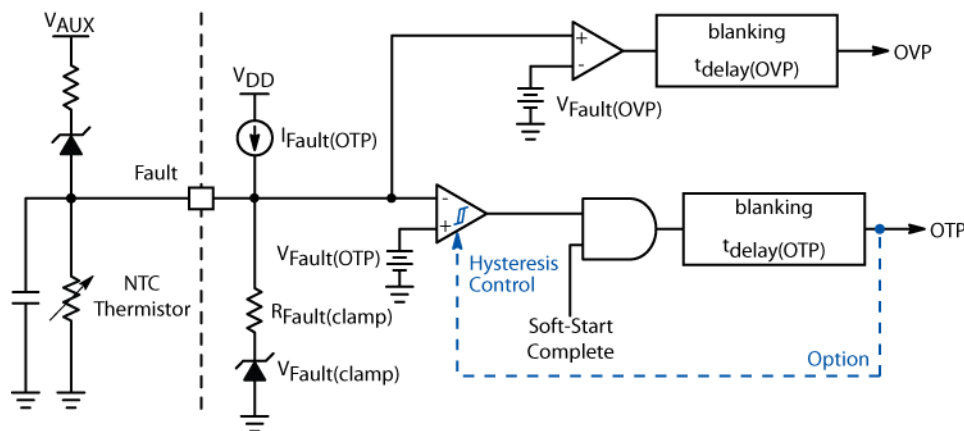 VAUX
VDD
IFault(OTP)
Fault
NTC
Thermistor
RFault(clamp)
VFault(clamp)
+
-
VFault(OVP)
blanking
tdelay(OVP)
OVP
-
+
VFault(OTP)
Hysteresis
Control
Soft-Start
Complete
blanking
tdelay(OTP)
OTP
Option